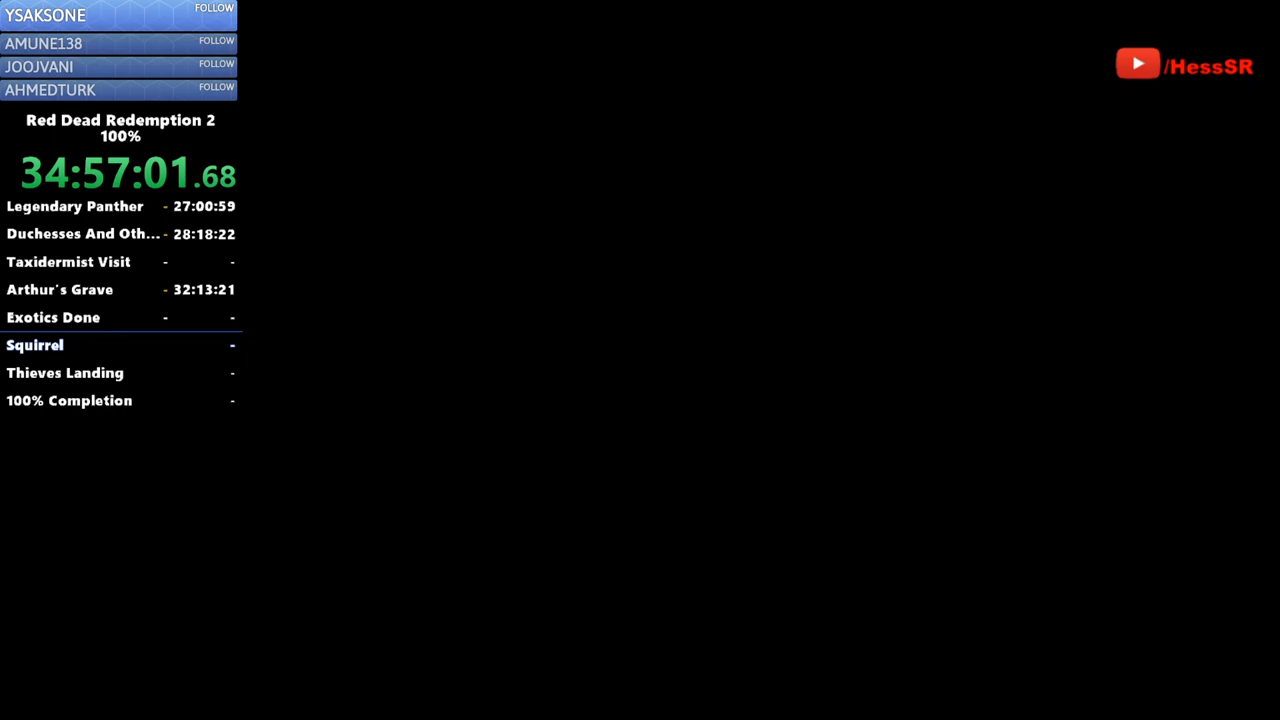 YSAKSONE FOLLOW
AMUNE138 FOLLOW
JOOJVANI FOLLOW
AHMEDTURK FOLLOW
/HessSR
Red Dead Redemption 2
100%
34:57:01.68
Legendary Panther - 27:00:59
Duchesses And Oth... - 28:18:22
Taxidermist Visit - -
Arthur's Grave - 32:13:21
Exotics Done - -
Squirrel -
Thieves Landing -
100% Completion -